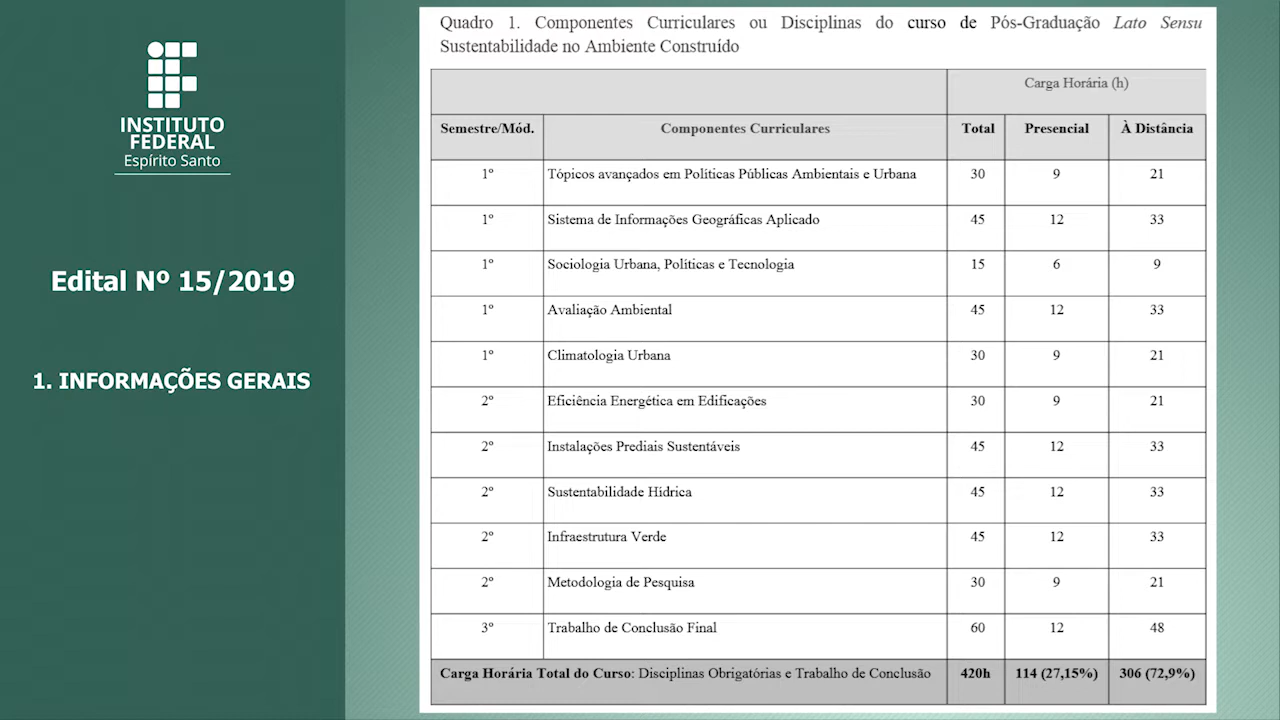 INSTITUTO
FEDERAL
Espírito Santo
Edital Nº 15/2019
1. INFORMAÇÕES GERAIS
Quadro 1. Componentes Curriculares ou Disciplinas do curso de Pós-Graduação Lato Sensu
Sustentabilidade no Ambiente Construído
Carga Horária (h)
Semestre/Mód. Componentes Curriculares Total Presencial À Distância
1º Tópicos avançados em Políticas Públicas Ambientais e Urbana 30 9 21
1º Sistema de Informações Geográficas Aplicado 45 12 33
1º Sociologia Urbana, Políticas e Tecnologia 15 6 9
1º Avaliação Ambiental 45 12 33
1º Climatologia Urbana 30 9 21
2º Eficiência Energética em Edificações 30 9 21
2º Instalações Prediais Sustentáveis 45 12 33
2º Sustentabilidade Hídrica 45 12 33
2º Infraestrutura Verde 45 12 33
2º Metodologia de Pesquisa 30 9 21
3º Trabalho de Conclusão Final 60 12 48
Carga Horária Total do Curso: Disciplinas Obrigatórias e Trabalho de Conclusão 420h 114 (27,15%) 306 (72,9%)